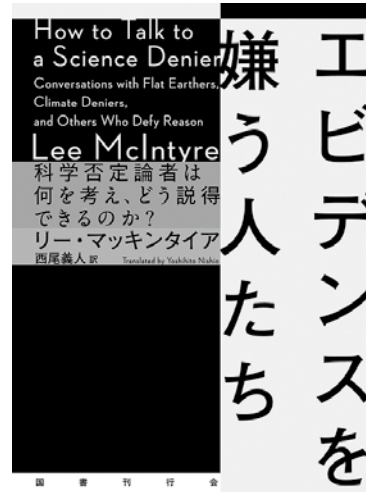 エビデンスを
嫌う人たち
How to Talk to
a Science Denier
Conversations with Flat Earthers,
Climate Deniers,
and Others Who Defy Reason
Lee McIntyre
科学否定論者は
何を考え、どう説得
できるのか?
リー・マッキンタイア
西尾義人 訳 Translated by Yoshihito Nishio
国書刊行会